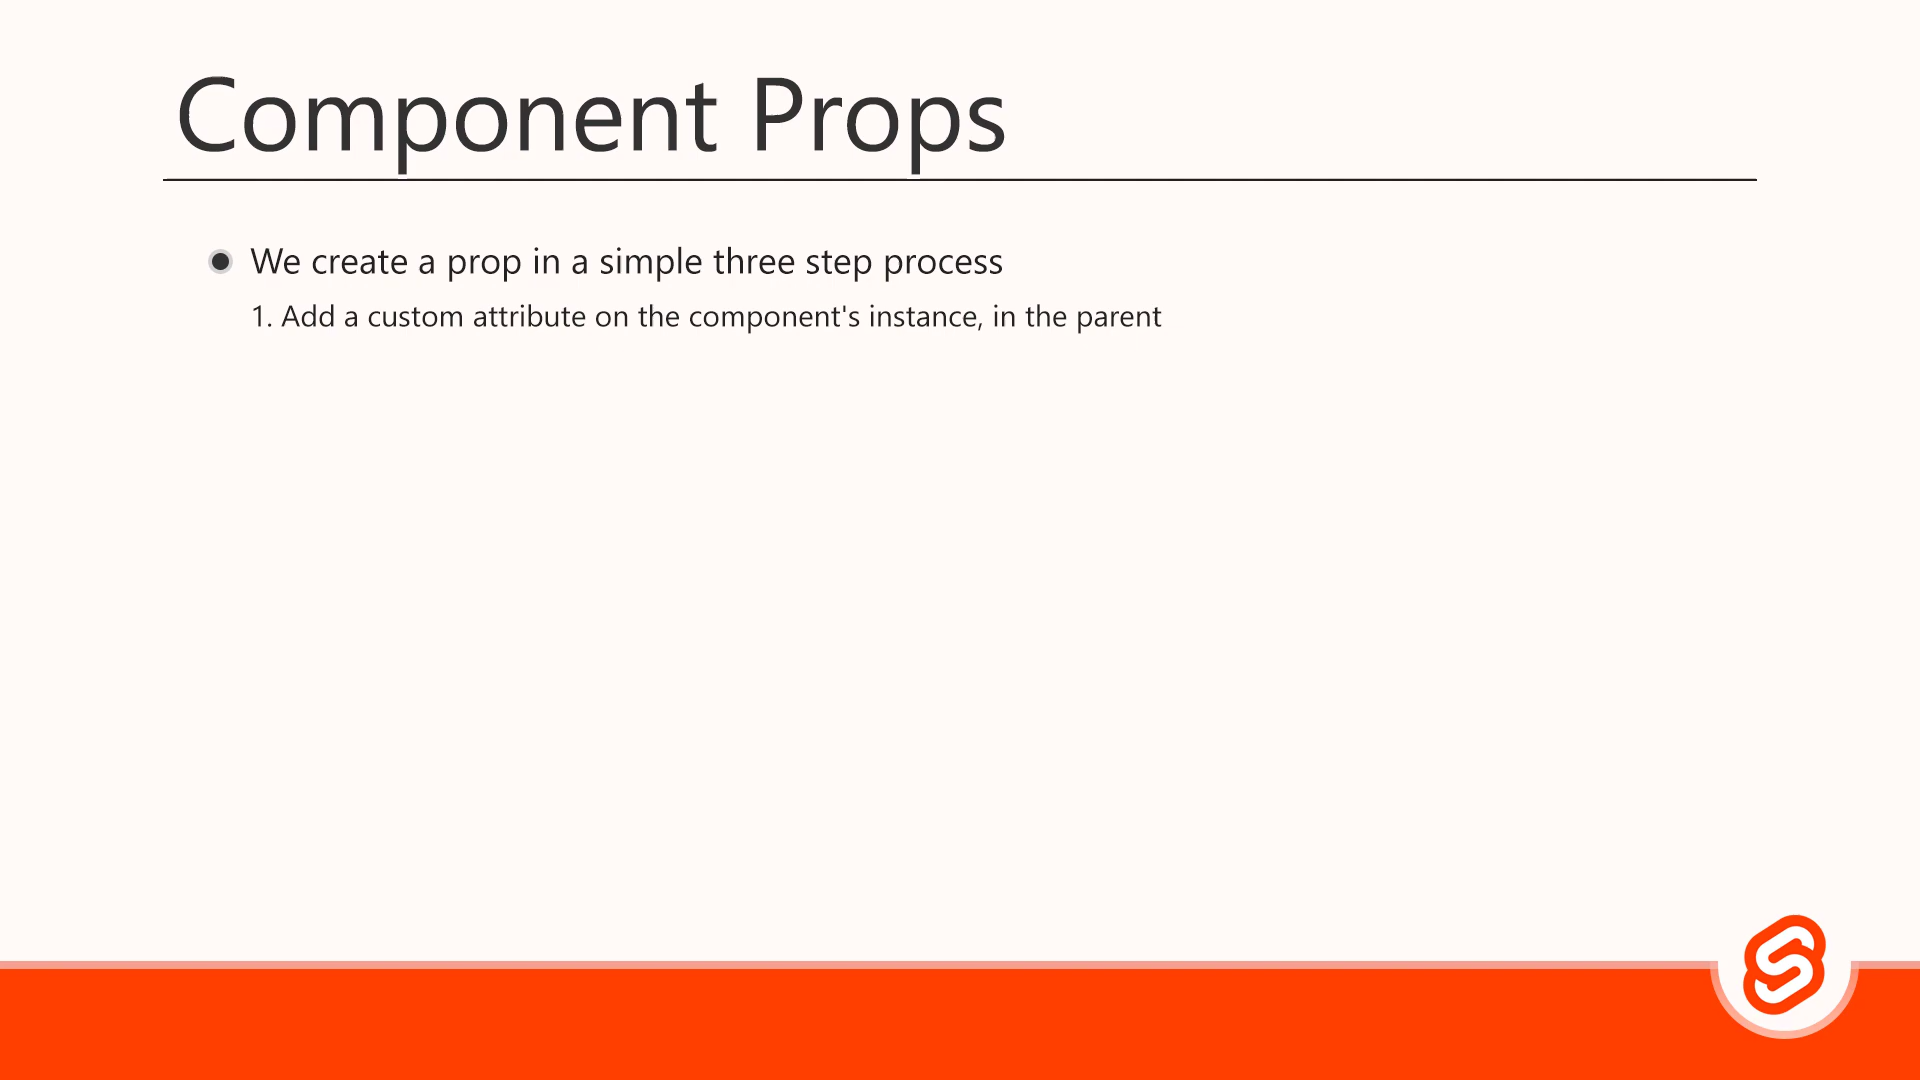 Component Props
We create a prop in a simple three step process
1. Add a custom attribute on the component's instance, in the parent